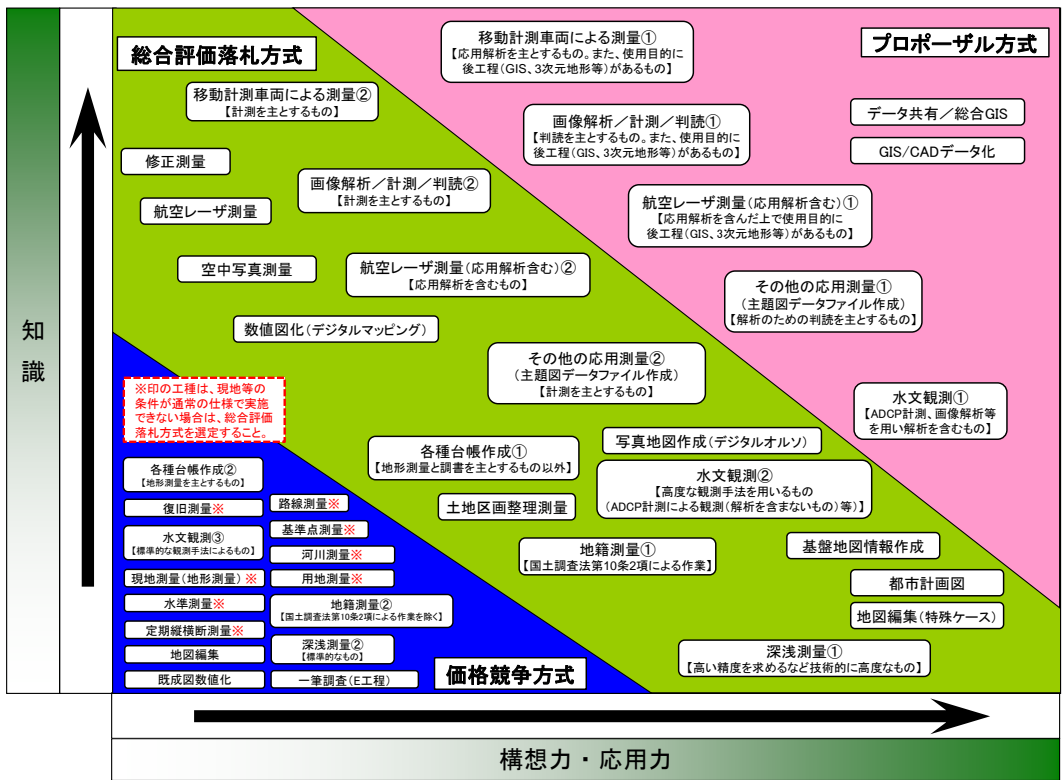 総合評価落札方式
プロポーザル方式
移動計測車両による測量①
【応用解析を主とするもの。また、使用目的に
後工程(GIS、3次元地形等)があるもの】
移動計測車両による測量②
【計測を主とするもの】
データ共有／総合GIS
画像解析／計測／判読①
【判読を主とするもの。また、使用目的に
後工程(GIS、3次元地形等)があるもの】
GIS/CADデータ化
修正測量
画像解析／計測／判読②
【計測を主とするもの】
航空レーザ測量(応用解析含む)①
【応用解析を含んだ上で使用目的に
後工程(GIS、3次元地形等)があるもの】
航空レーザ測量
空中写真測量
航空レーザ測量(応用解析含む)②
【応用解析を含むもの】
その他の応用測量①
(主題図データファイル作成)
【解析のための判読を主とするもの】
数値図化(デジタルマッピング)
その他の応用測量②
(主題図データファイル作成)
【計測を主とするもの】
知
識
※印の工種は、現地等の
条件が通常の仕様で実施
できない場合は、総合評価
落札方式を選定すること。
水文観測①
【ADCP計測、画像解析等
を用い解析を含むもの】
写真地図作成(デジタルオルソ)
各種台帳作成①
【地形測量と調書を主とするもの以外】
水文観測②
【高度な観測手法を用いるもの
(ADCP計測による観測(解析を含まないもの)等)】
土地区画整理測量
地籍測量①
【国土調査法第10条2項による作業】
基盤地図情報作成
都市計画図
地図編集(特殊ケース)
深浅測量①
【高い精度を求めるなど技術的に高度なもの】
各種台帳作成②
【地形測量を主とするもの】
復旧測量※
水文観測③
【標準的な観測手法によるもの】
現地測量(地形測量)※
水準測量※
定期縦横断測量※
地図編集
既成図数値化
路線測量※
基準点測量※
河川測量※
用地測量※
地籍測量②
【国土調査法第10条2項による作業を除く】
深浅測量②
【標準的なもの】
一筆調査(E工程)
価格競争方式
構想力・応用力